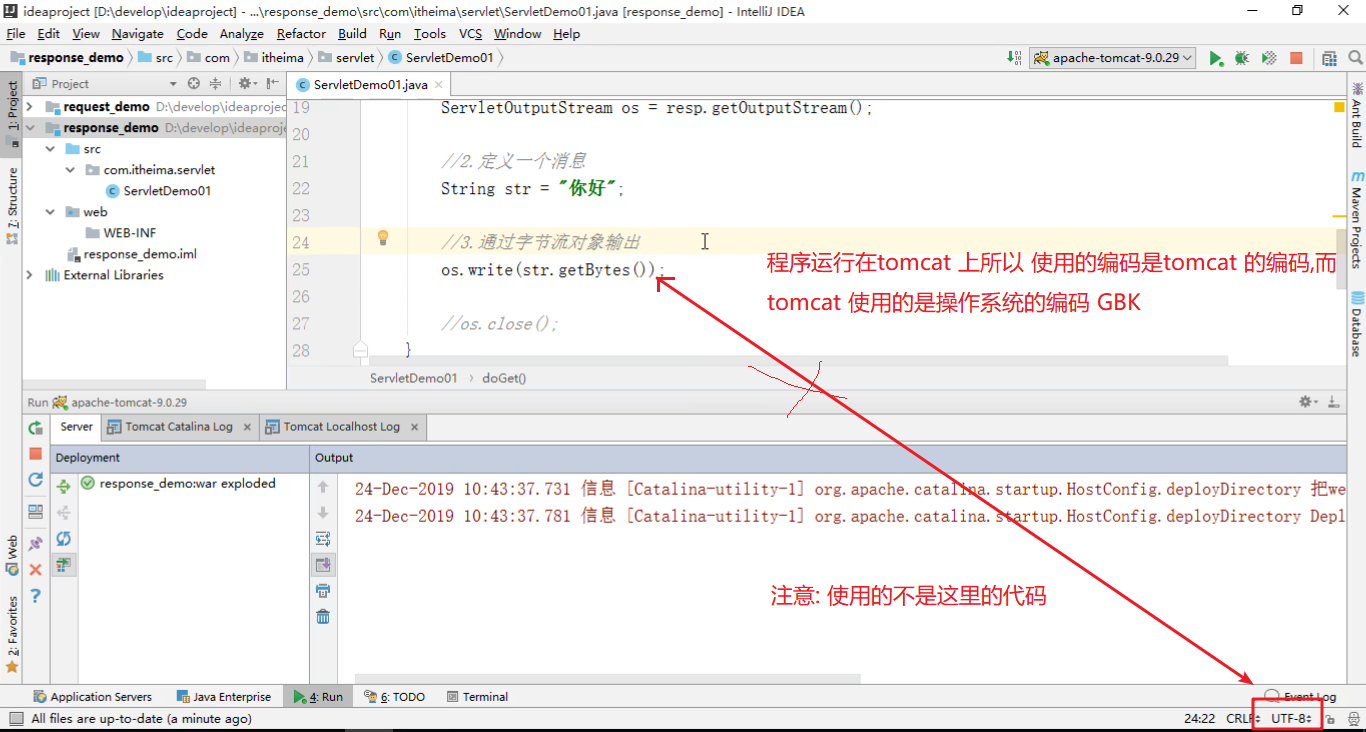 ideaproject [D:\develop\ideaproject] - ...\response_demo\src\com\itheima\servlet\ServletDemo01.java [response_demo] - IntelliJ IDEA
File Edit View Navigate Code Analyze Refactor Build Run Tools VCS Window Help
response_demo src com itheima servlet ServletDemo01 apache-tomcat-9.0.29
Project ServletDemo01.java
1: Project
7: Structure
Web
2: Favorites
request_demo D:\develop\ideaprojec
response_demo D:\develop\ideaproje
src
com.itheima.servlet
ServletDemo01
web
WEB-INF
response_demo.iml
External Libraries
19 ServletOutputStream os = resp.getOutputStream();
20
21 //2.定义一个消息
22 String str = "你好";
23
24 //3.通过字节流对象输出
25 os.write(str.getBytes());
26
27 //os.close();
28 }
程序运行在tomcat 上所以 使用的编码是tomcat 的编码,而
tomcat 使用的是操作系统的编码 GBK
ServletDemo01 doGet()
Ant Build
Maven Projects
Database
Run apache-tomcat-9.0.29
Server Tomcat Catalina Log Tomcat Localhost Log
Deployment Output
response_demo:war exploded
24-Dec-2019 10:43:37.731 信息 [Catalina-utility-1] org.apache.catalina.startup.HostConfig.deployDirectory 把we
24-Dec-2019 10:43:37.781 信息 [Catalina-utility-1] org.apache.catalina.startup.HostConfig.deployDirectory Depl
注意: 使用的不是这里的代码
Application Servers Java Enterprise 4: Run 6: TODO Terminal Event Log
All files are up-to-date (a minute ago) 24:22 CRLF UTF-8